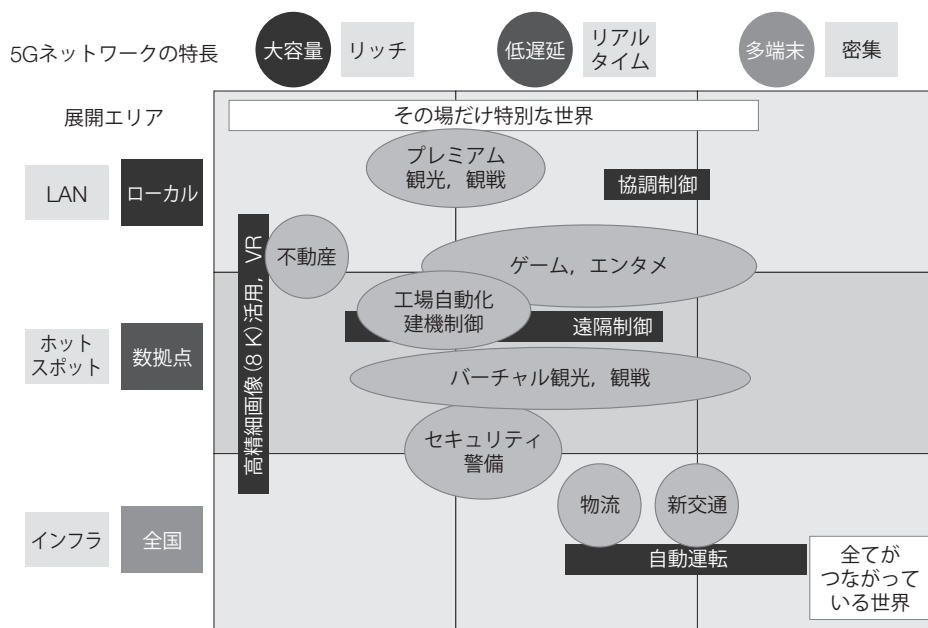 5Gネットワークの特長
大容量
リッチ
低遅延
リアル
タイム
多端末
密集
展開エリア
その場だけ特別な世界
プレミアム
観光，観戦
LAN
ローカル
協調制御
高精細画像(8 K)活用，VR
不動産
ゲーム，エンタメ
工場自動化
建機制御
遠隔制御
ホット
スポット
数拠点
バーチャル観光，観戦
セキュリティ
警備
物流
新交通
インフラ
全国
自動運転
全てが
つながって
いる世界